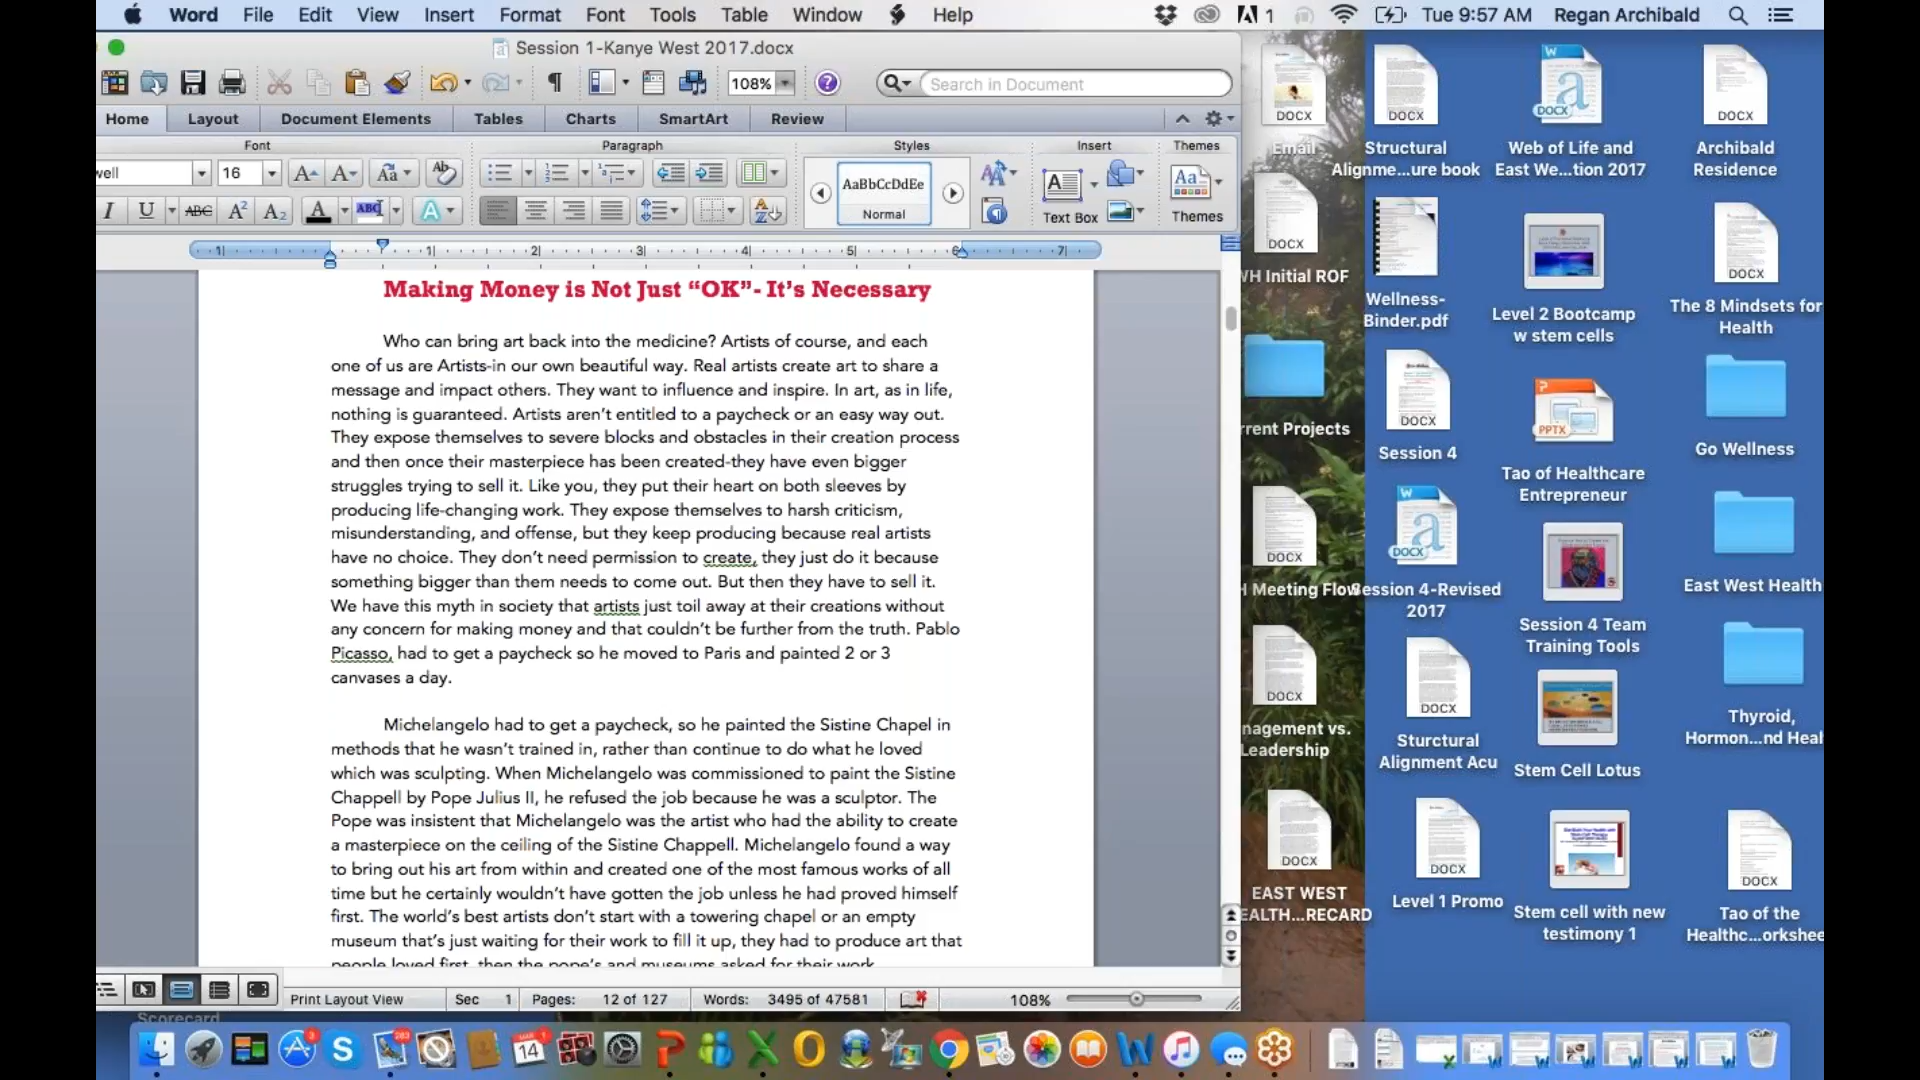 Word File Edit View Insert Format Font Tools Table Window Help 1 Tue 9:57 AM Regan Archibald
Session 1-Kanye West 2017.docx
108% Search in Document
Home Layout Document Elements Tables Charts SmartArt Review
Font Paragraph Styles Insert Themes
16 AaBbCcDdEe
Normal Text Box Themes
Making Money is Not Just “OK”- It’s Necessary
Who can bring art back into the medicine? Artists of course, and each
one of us are Artists-in our own beautiful way. Real artists create art to share a
message and impact others. They want to influence and inspire. In art, as in life,
nothing is guaranteed. Artists aren’t entitled to a paycheck or an easy way out.
They expose themselves to severe blocks and obstacles in their creation process
and then once their masterpiece has been created-they have even bigger
struggles trying to sell it. Like you, they put their heart on both sleeves by
producing life-changing work. They expose themselves to harsh criticism,
misunderstanding, and offense, but they keep producing because real artists
have no choice. They don’t need permission to create, they just do it because
something bigger than them needs to come out. But then they have to sell it.
We have this myth in society that artists just toil away at their creations without
any concern for making money and that couldn’t be further from the truth. Pablo
Picasso, had to get a paycheck so he moved to Paris and painted 2 or 3
canvases a day.
Michelangelo had to get a paycheck, so he painted the Sistine Chapel in
methods that he wasn’t trained in, rather than continue to do what he loved
which was sculpting. When Michelangelo was commissioned to paint the Sistine
Chappell by Pope Julius II, he refused the job because he was a sculptor. The
Pope was insistent that Michelangelo was the artist who had the ability to create
a masterpiece on the ceiling of the Sistine Chappell. Michelangelo found a way
to bring out his art from within and created one of the most famous works of all
time but he certainly wouldn’t have gotten the job unless he had proved himself
first. The world’s best artists don’t start with a towering chapel or an empty
museum that’s just waiting for their work to fill it up, they had to produce art that
people loved first, then the pope’s and museums asked for their work.
Print Layout View Sec 1 Pages: 12 of 127 Words: 3495 of 47581 108%
Scorecard
Email
Structural
Alignme...ure book
Web of Life and
East We...tion 2017
Archibald
Residence
WH Initial ROF
Wellness-
Binder.pdf
Level 2 Bootcamp
w stem cells
The 8 Mindsets for
Health
rrent Projects
Session 4
Tao of Healthcare
Entrepreneur
Go Wellness
H Meeting Flow
Session 4-Revised
2017
Session 4 Team
Training Tools
East West Health
nagement vs.
Leadership
Sturctural
Alignment Acu
Stem Cell Lotus
Thyroid,
Hormon...nd Heal
EAST WEST
EALTH...RECARD
Level 1 Promo
Stem cell with new
testimony 1
Tao of the
Healthc...orkshee
DOCX
PPTX
MAR
14